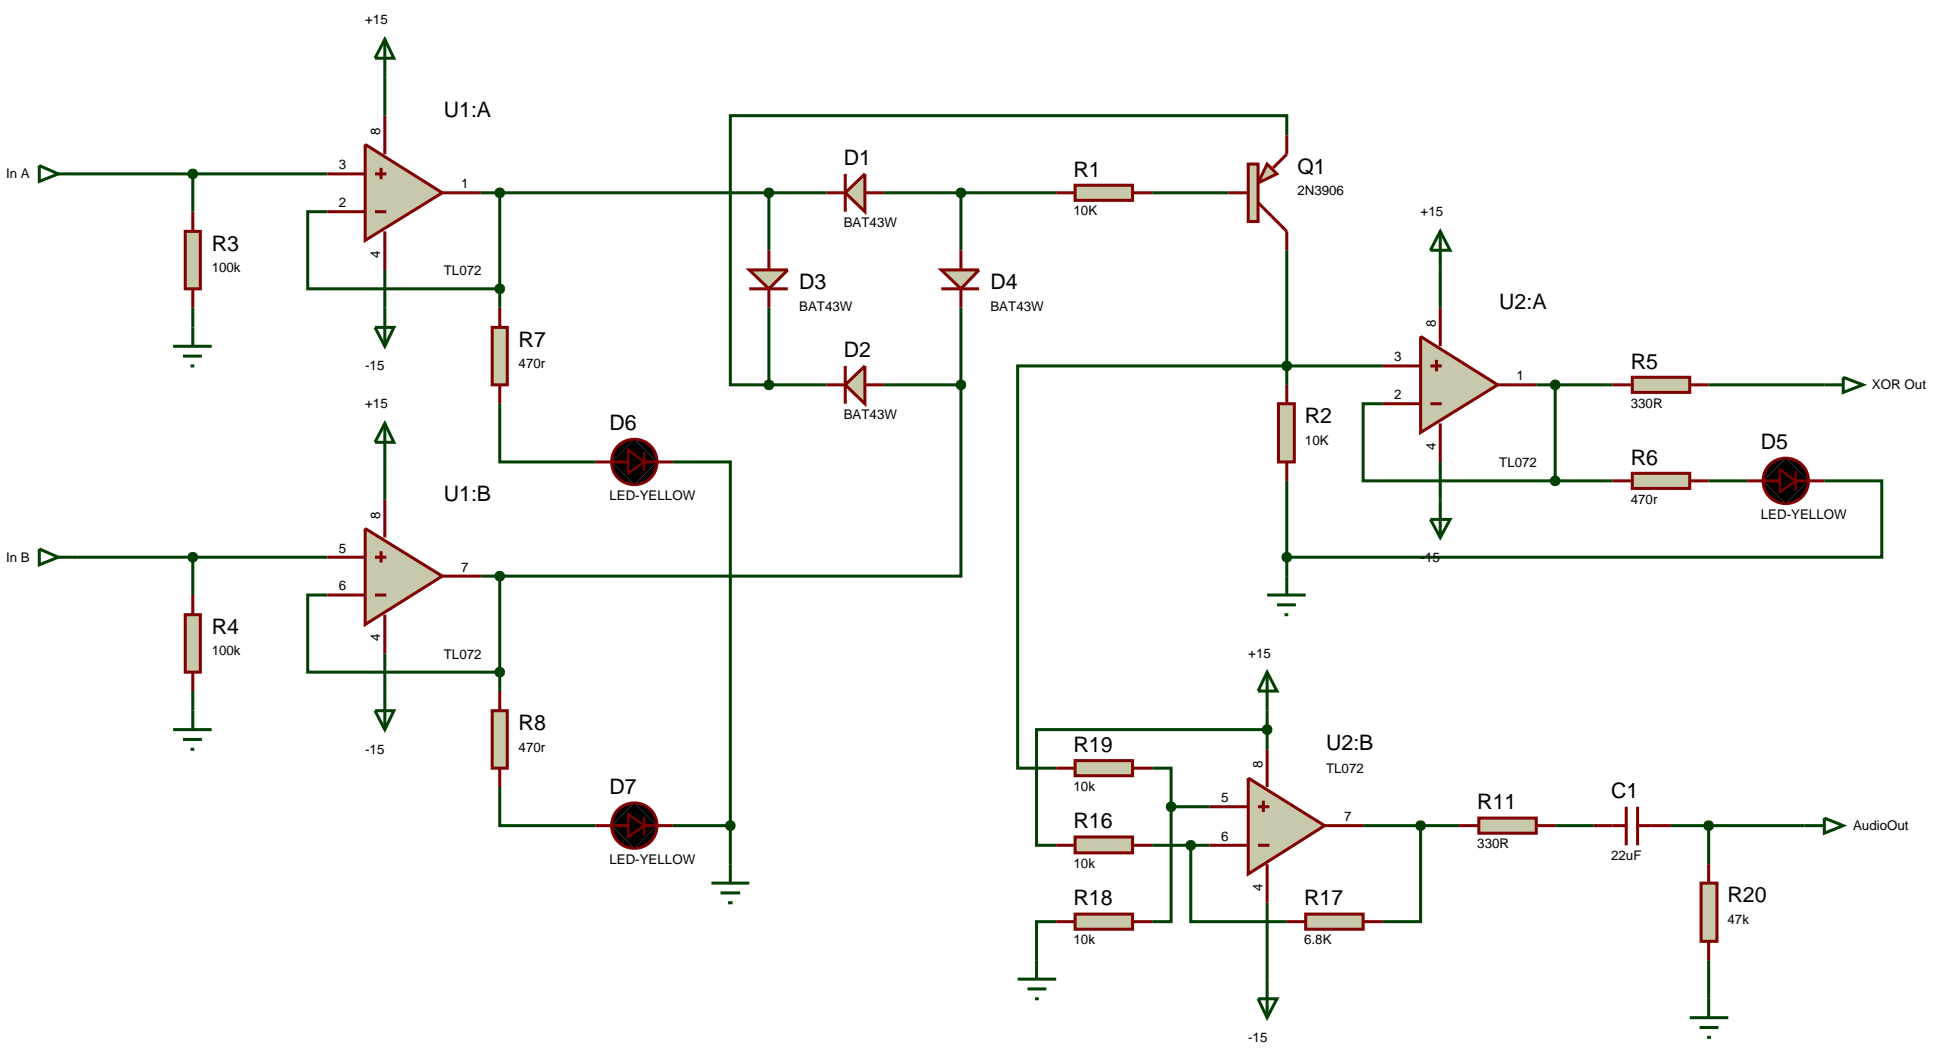 +15
U1:A
8
In A
3
2
1
4
TL072
-15
R3
100k
R7
470r
D1
BAT43W
R1
10K
Q1
2N3906
D3
BAT43W
D4
BAT43W
D2
BAT43W
+15
U2:A
8
3
2
1
4
TL072
-15
R2
10K
R5
330R
XOR Out
R6
470r
D5
LED-YELLOW
D6
LED-YELLOW
+15
U1:B
8
In B
5
6
7
4
TL072
-15
R4
100k
R8
470r
D7
LED-YELLOW
+15
U2:B
TL072
8
R19
10k
5
6
7
4
R16
10k
R18
10k
R17
6.8K
-15
R11
330R
C1
22uF
AudioOut
R20
47k